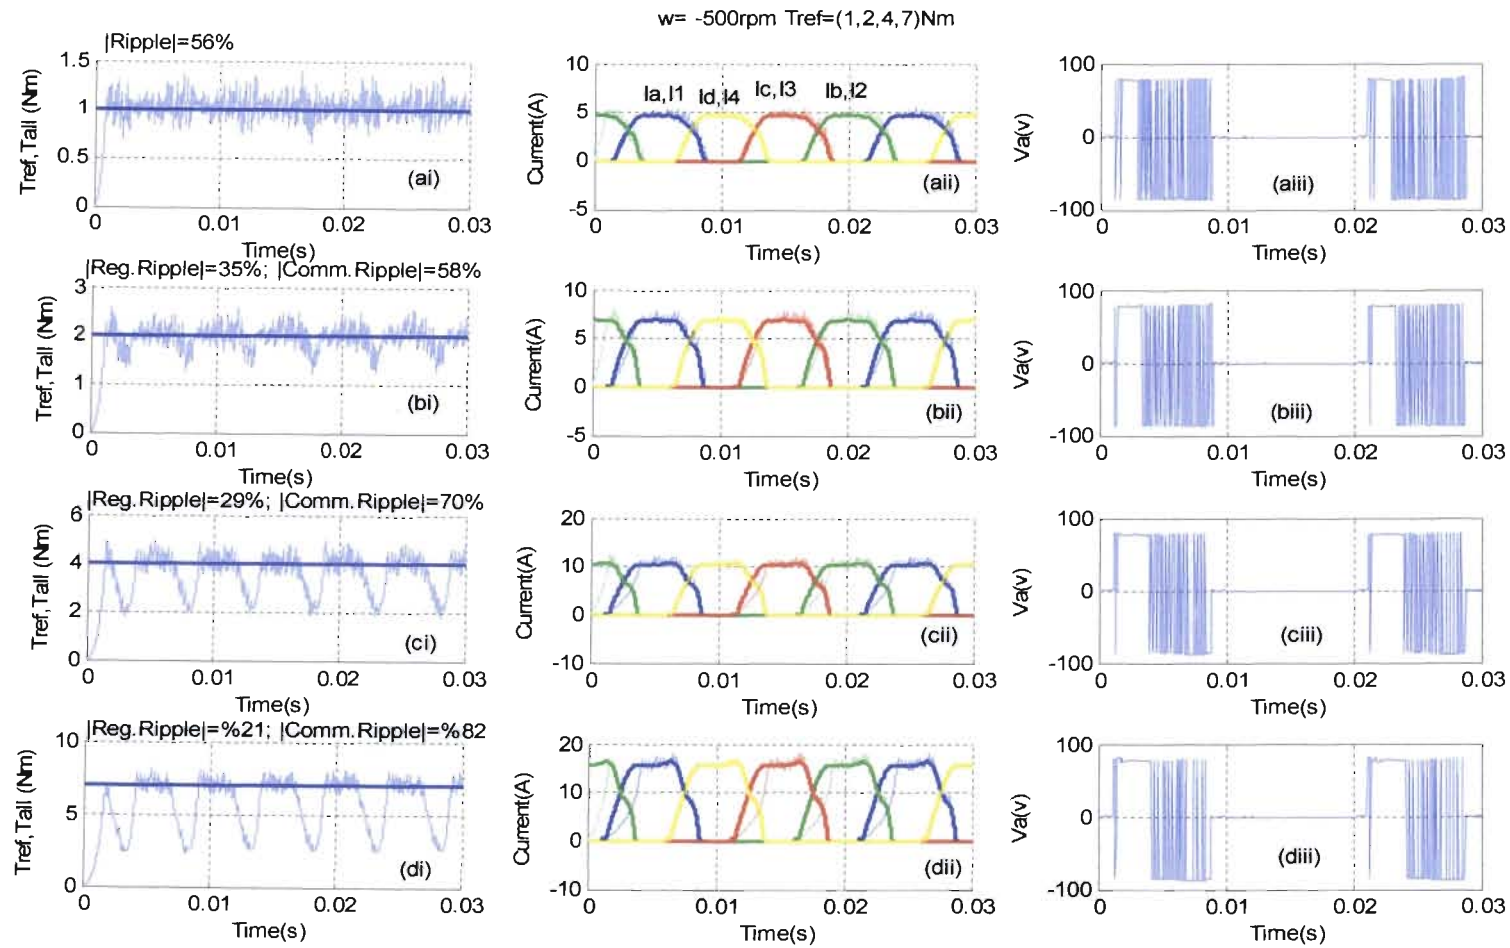 w= -500rpm Tref=(1,2,4,7)Nm
|Ripple|=56%
Tref,Tall (Nm)
1.5
1
0.5
0
0
0.01
0.02
0.03
Time(s)
(ai)
Current(A)
10
5
0
-5
0
0.01
0.02
0.03
Time(s)
Ia,I1
Id,I4
Ic,I3
Ib,I2
(aii)
Va(v)
100
0
-100
0
0.01
0.02
0.03
Time(s)
(aiii)
|Reg.Ripple|=35%; |Comm.Ripple|=58%
Tref,Tall (Nm)
3
2
1
0
0
0.01
0.02
0.03
Time(s)
(bi)
Current(A)
10
5
0
-5
0
0.01
0.02
0.03
Time(s)
(bii)
Va(v)
100
0
-100
0
0.01
0.02
0.03
Time(s)
(biii)
|Reg.Ripple|=29%; |Comm.Ripple|=70%
Tref,Tall (Nm)
6
4
2
0
0
0.01
0.02
0.03
Time(s)
(ci)
Current(A)
20
10
0
-10
0
0.01
0.02
0.03
Time(s)
(cii)
Va(v)
100
0
-100
0
0.01
0.02
0.03
Time(s)
(ciii)
|Reg.Ripple|=%21; |Comm.Ripple|=%82
Tref,Tall (Nm)
10
5
0
0
0.01
0.02
0.03
Time(s)
(di)
Current(A)
20
10
0
-10
0
0.01
0.02
0.03
Time(s)
(dii)
Va(v)
100
0
-100
0
0.01
0.02
0.03
Time(s)
(diii)